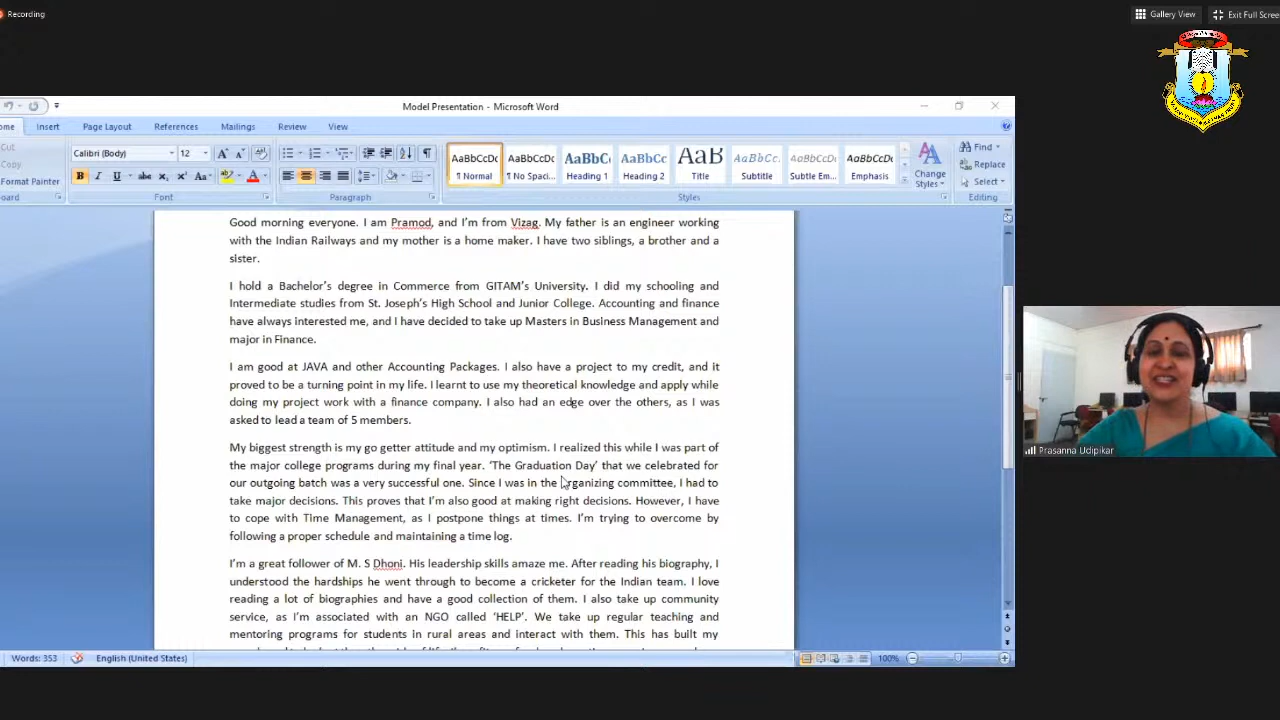 Recording
Gallery View
Exit Full Scree
Model Presentation - Microsoft Word
ome Insert Page Layout References Mailings Review View
Cut
Copy
Format Painter
oard
Calibri (Body) 12
Font
Paragraph
AaBbCcDc AaBbCcDc AaBbC AaBbCc AaB AaBbCc. AaBbCcDc AaBbCcDc
¶ Normal ¶ No Spaci... Heading 1 Heading 2 Title Subtitle Subtle Em... Emphasis
Change
Styles
Styles
Find
Replace
Select
Editing
Good morning everyone. I am Pramod, and I'm from Vizag. My father is an engineer working
with the Indian Railways and my mother is a home maker. I have two siblings, a brother and a
sister.
I hold a Bachelor's degree in Commerce from GITAM's University. I did my schooling and
Intermediate studies from St. Joseph's High School and Junior College. Accounting and finance
have always interested me, and I have decided to take up Masters in Business Management and
major in Finance.
I am good at JAVA and other Accounting Packages. I also have a project to my credit, and it
proved to be a turning point in my life. I learnt to use my theoretical knowledge and apply while
doing my project work with a finance company. I also had an edge over the others, as I was
asked to lead a team of 5 members.
My biggest strength is my go getter attitude and my optimism. I realized this while I was part of
the major college programs during my final year. 'The Graduation Day' that we celebrated for
our outgoing batch was a very successful one. Since I was in the organizing committee, I had to
take major decisions. This proves that I'm also good at making right decisions. However, I have
to cope with Time Management, as I postpone things at times. I'm trying to overcome by
following a proper schedule and maintaining a time log.
I'm a great follower of M. S Dhoni. His leadership skills amaze me. After reading his biography, I
understood the hardships he went through to become a cricketer for the Indian team. I love
reading a lot of biographies and have a good collection of them. I also take up community
service, as I'm associated with an NGO called 'HELP'. We take up regular teaching and
mentoring programs for students in rural areas and interact with them. This has built my
Words: 353 English (United States) 100%
Prasanna Udipikar